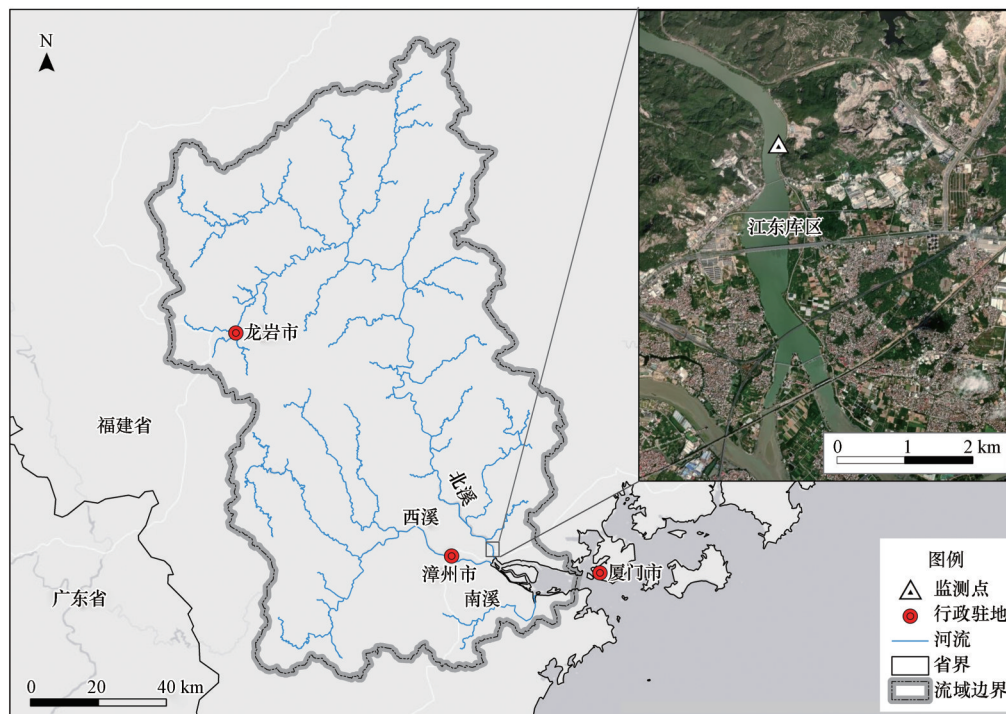 N
江东库区
0 1 2 km
龙岩市
福建省
北溪
西溪
漳州市
厦门市
南溪
广东省
图例
监测点
行政驻地
河流
省界
流域边界
0 20 40 km